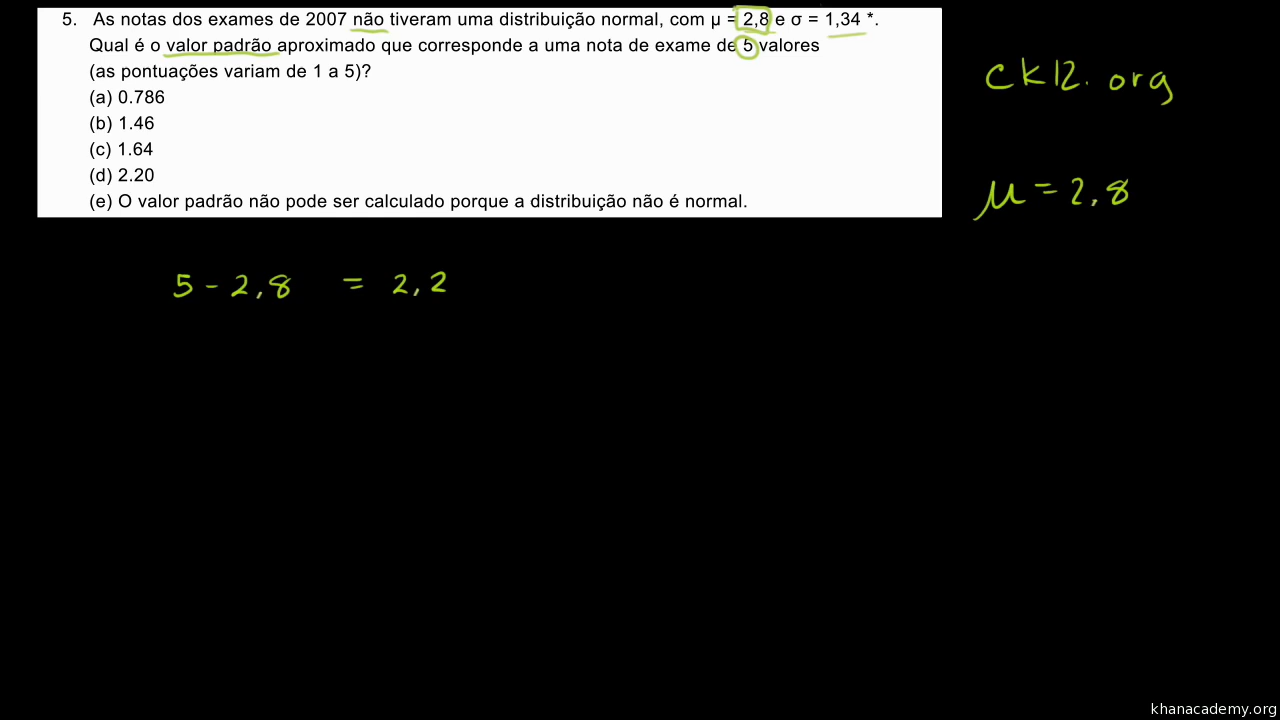 5. As notas dos exames de 2007 não tiveram uma distribuição normal, com μ = 2,8 e σ = 1,34 *.
Qual é o valor padrão aproximado que corresponde a uma nota de exame de 5 valores
(as pontuações variam de 1 a 5)?
(a) 0.786
(b) 1.46
(c) 1.64
(d) 2.20
(e) O valor padrão não pode ser calculado porque a distribuição não é normal.
ck12.org
μ = 2,8
5 - 2,8 = 2,2
khanacademy.org